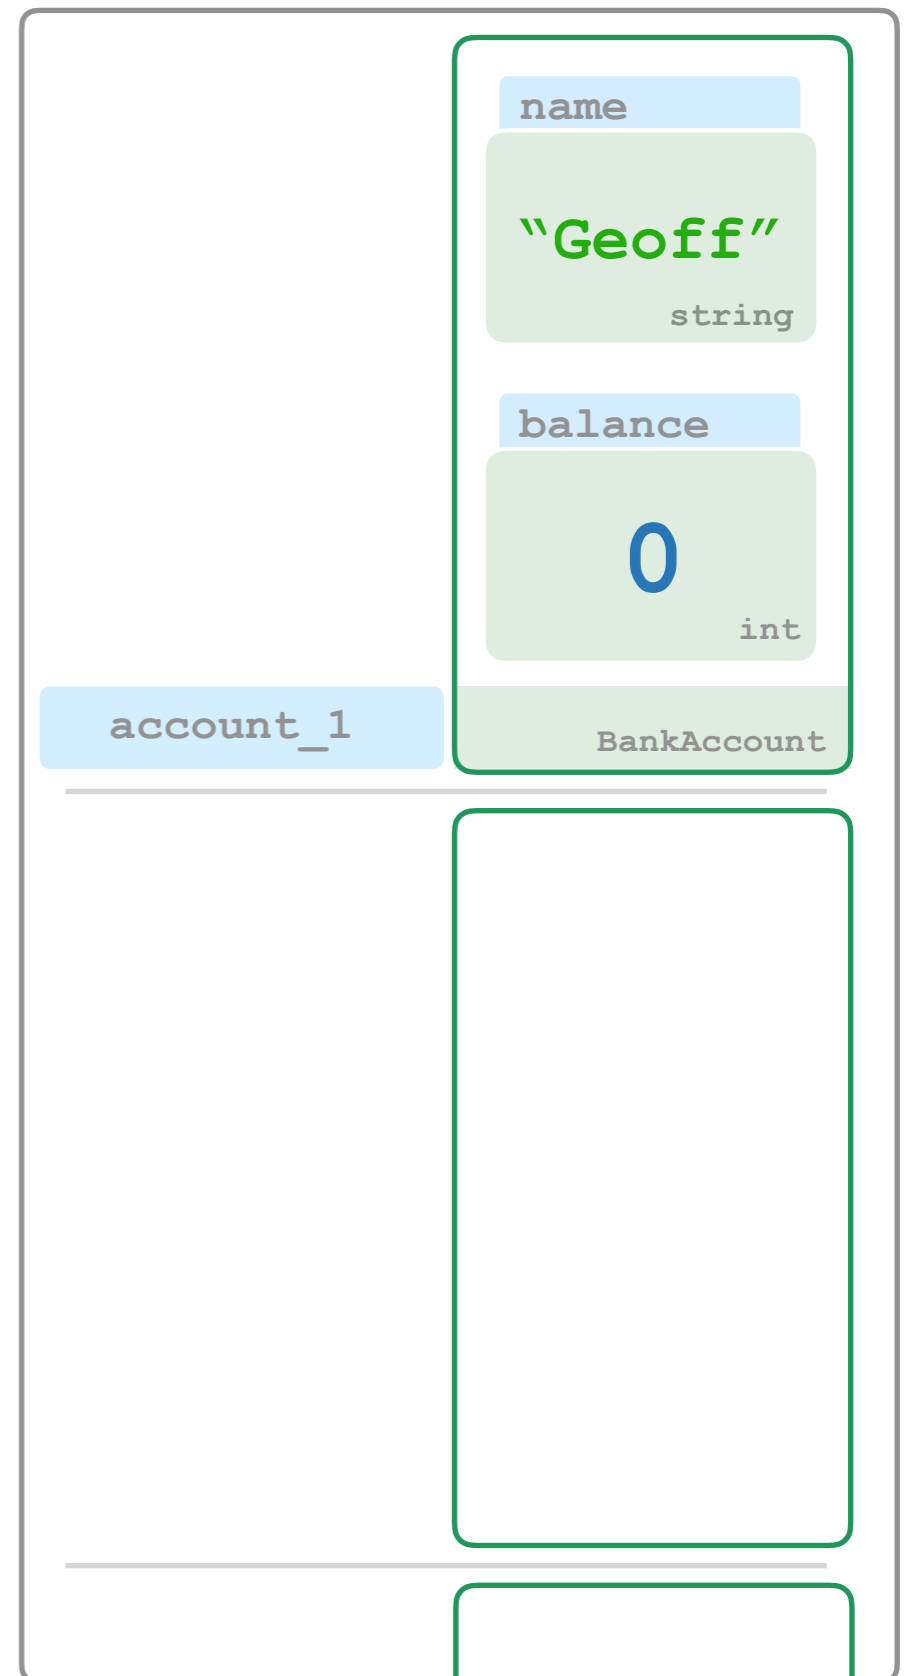 name
“Geoff”
string
balance
0
int
account_1
BankAccount